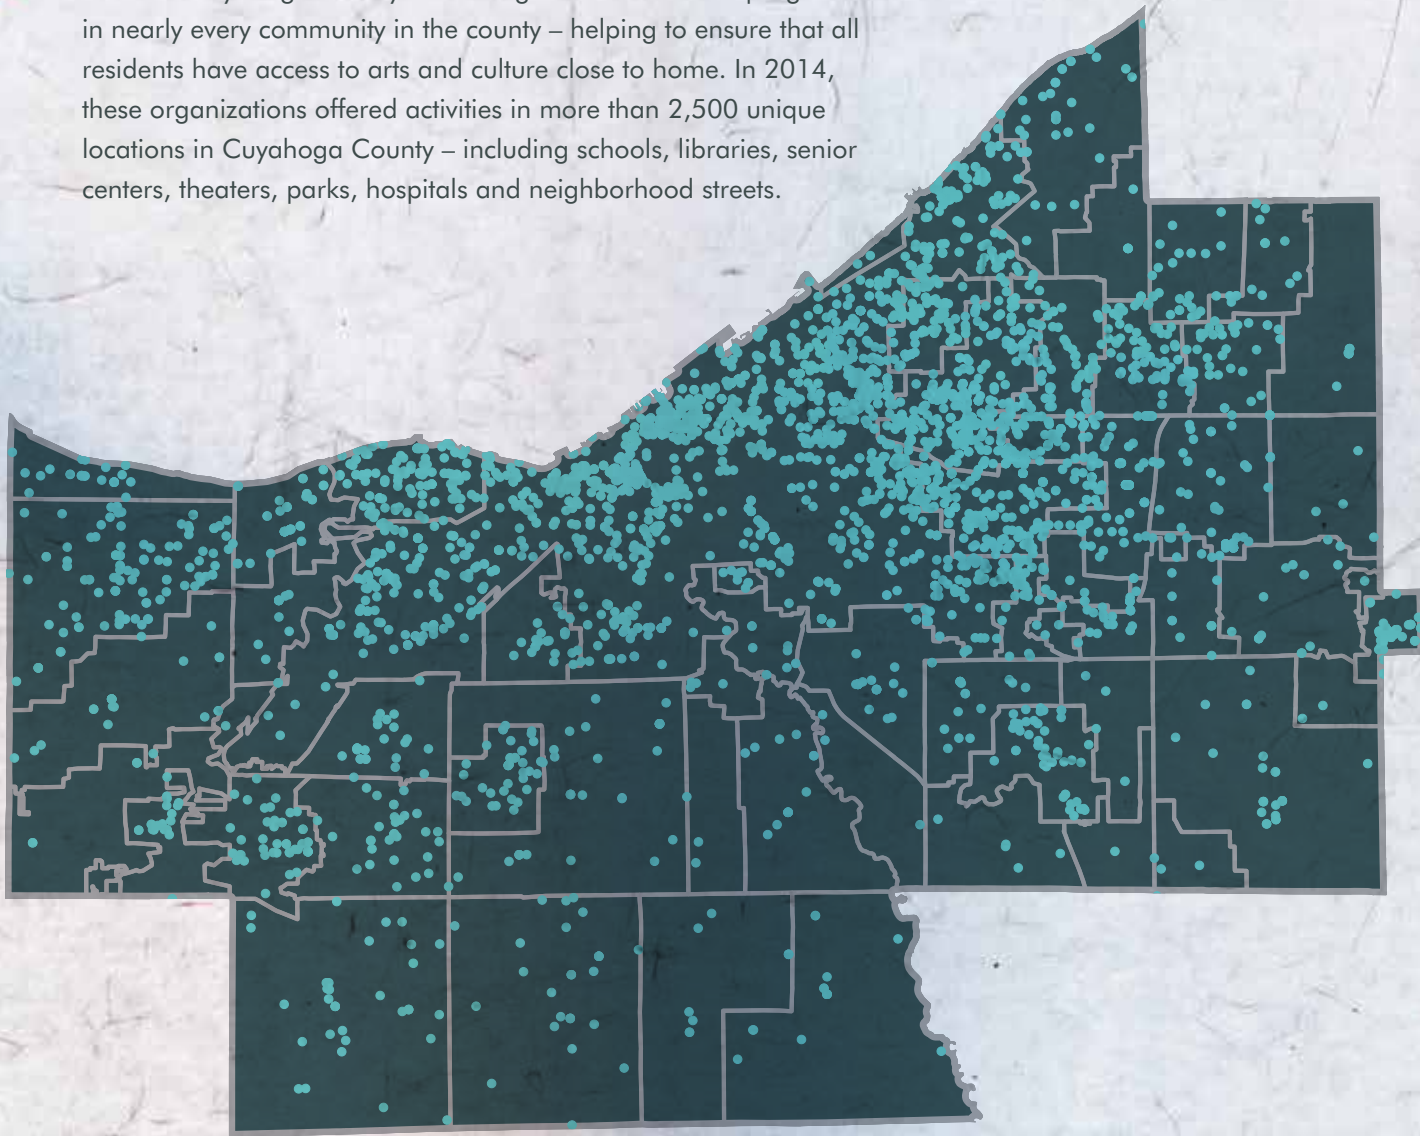 in nearly every community in the county – helping to ensure that all
residents have access to arts and culture close to home. In 2014,
these organizations offered activities in more than 2,500 unique
locations in Cuyahoga County – including schools, libraries, senior
centers, theaters, parks, hospitals and neighborhood streets.